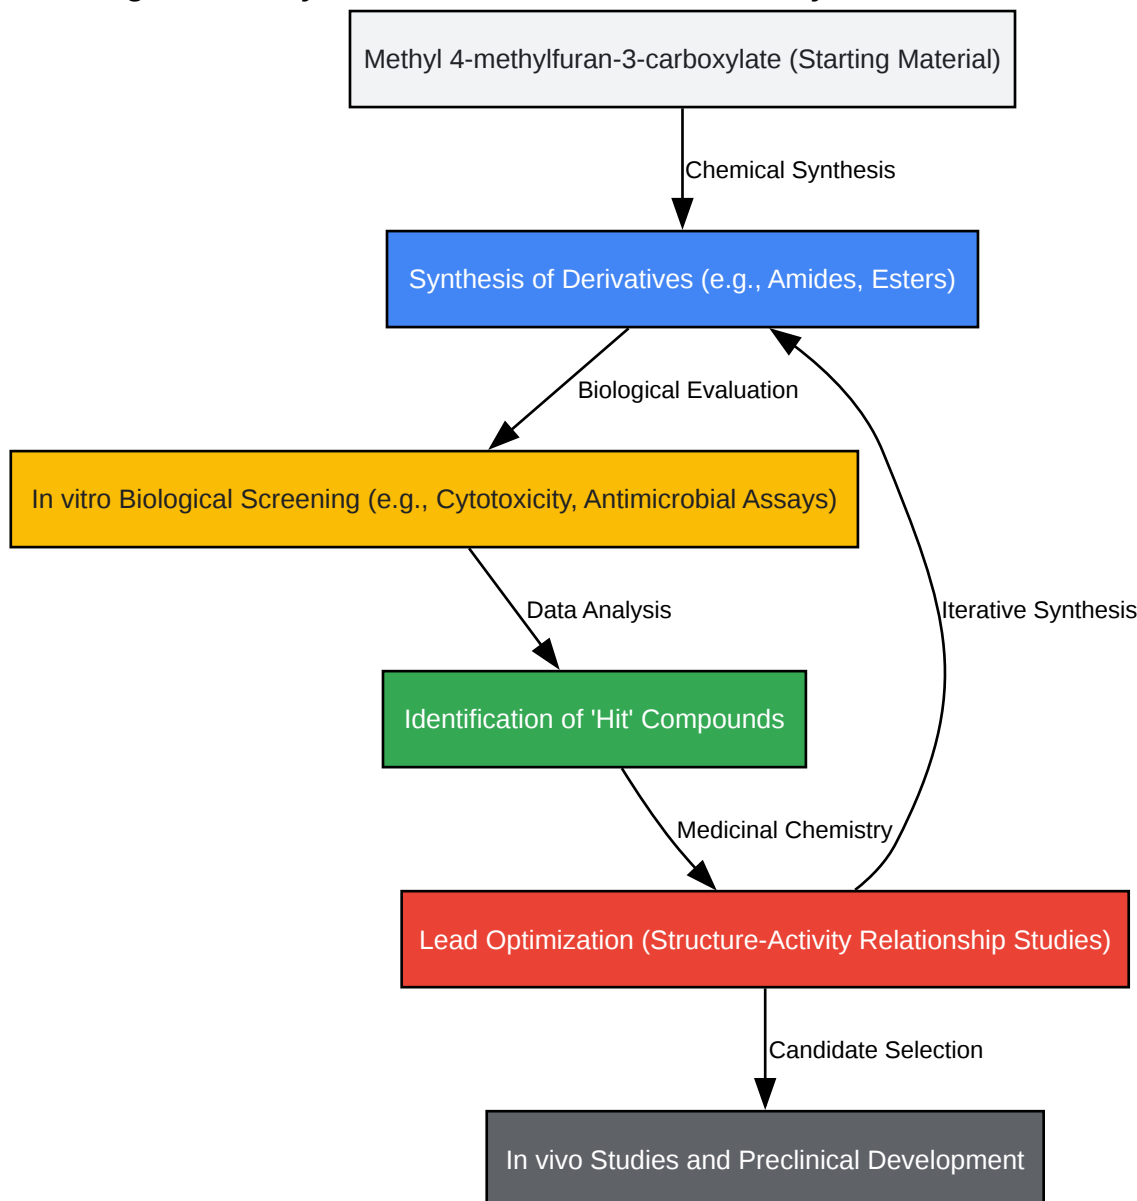 Methyl 4-methylfuran-3-carboxylate (Starting Material)
Chemical Synthesis
Synthesis of Derivatives (e.g., Amides, Esters)
Biological Evaluation
In vitro Biological Screening (e.g., Cytotoxicity, Antimicrobial Assays)
Data Analysis
Iterative Synthesis
Identification of 'Hit' Compounds
Medicinal Chemistry
Lead Optimization (Structure-Activity Relationship Studies)
Candidate Selection
In vivo Studies and Preclinical Development